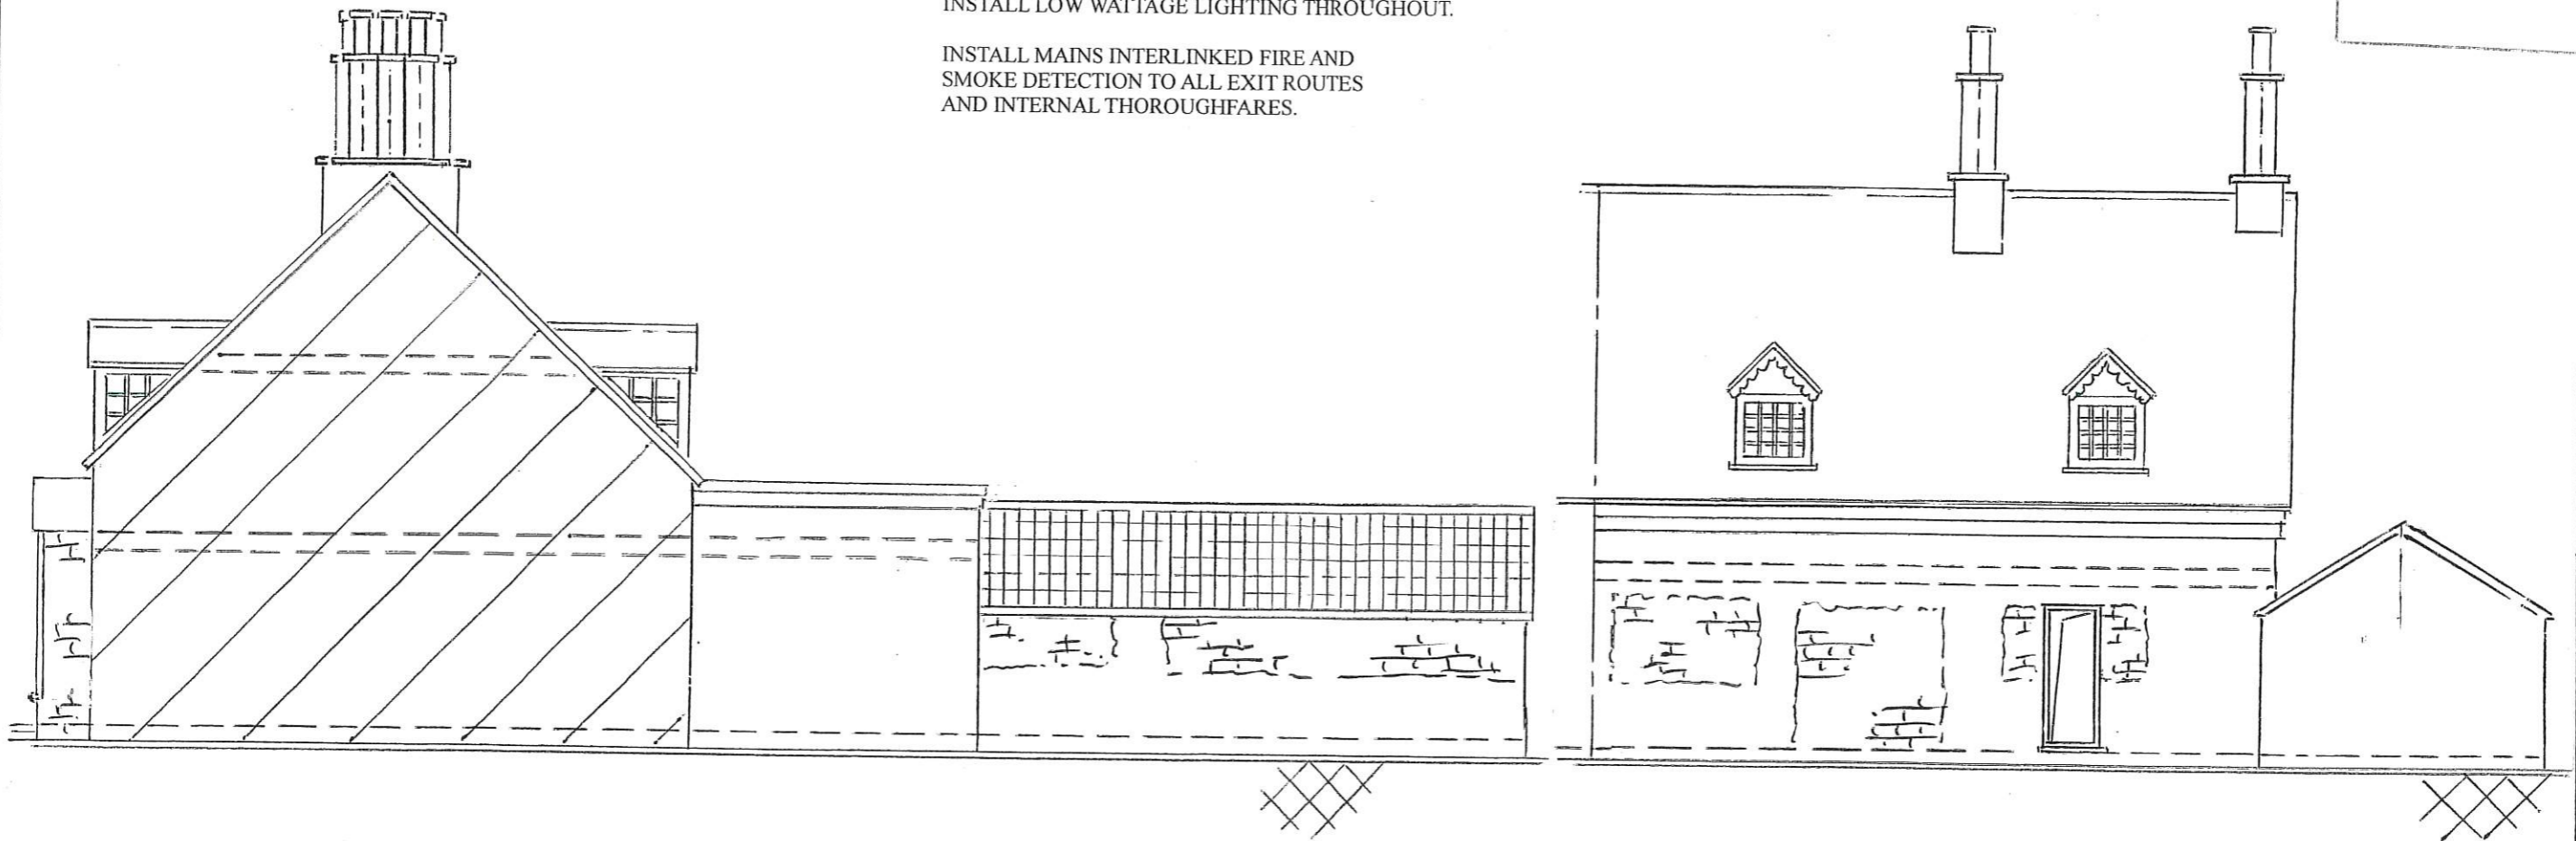 INSTALL LOW WATTAGE LIGHTING THROUGHOUT.
INSTALL MAINS INTERLINKED FIRE AND
SMOKE DETECTION TO ALL EXIT ROUTES
AND INTERNAL THOROUGHFARES.